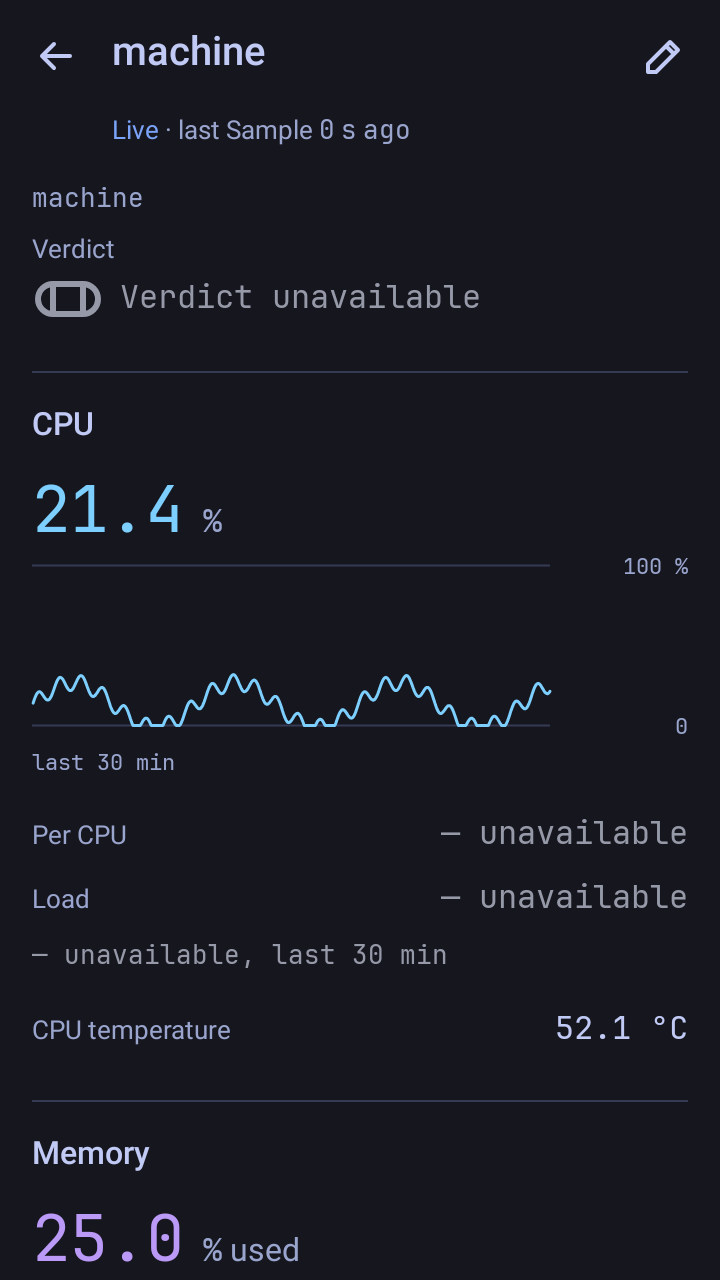 machine
Live · last Sample 0 s ago
machine
Verdict
Verdict unavailable
CPU
21.4 %
100 %
0
last 30 min
Per CPU — unavailable
Load — unavailable
— unavailable, last 30 min
CPU temperature 52.1 °C
Memory
25.0 % used